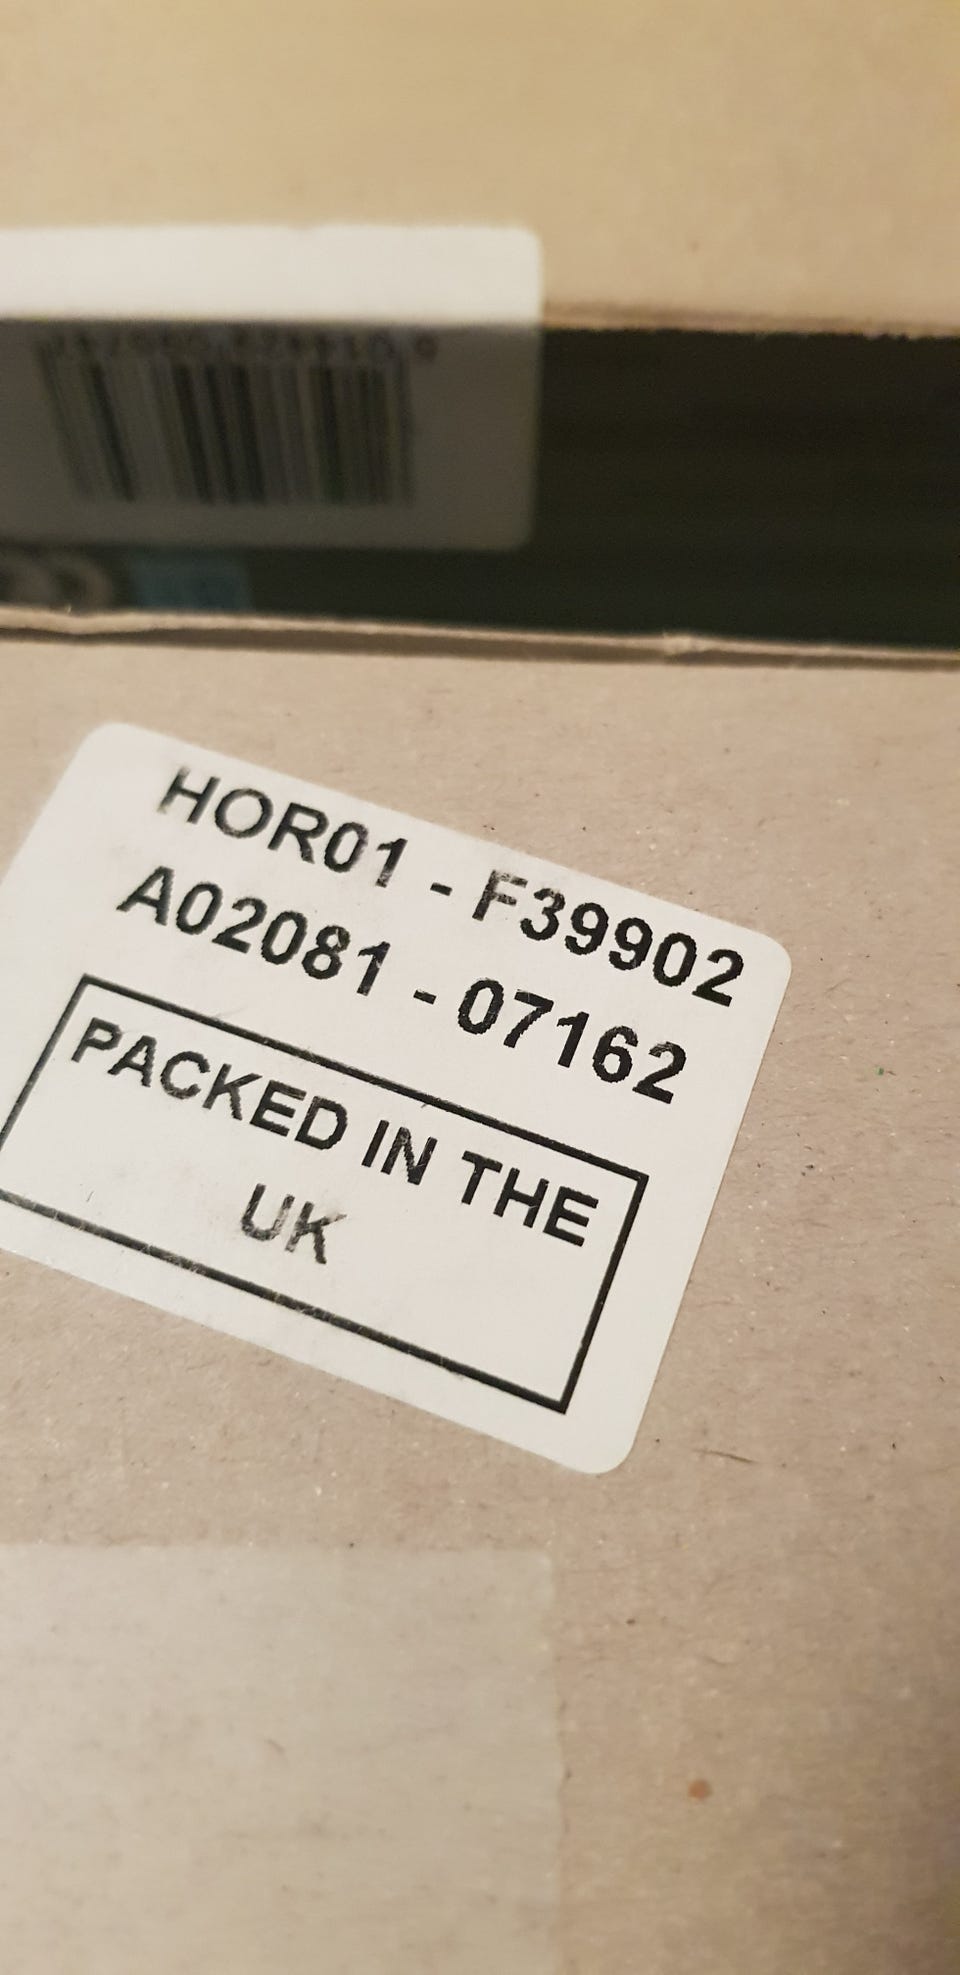 HOR01 - F39902
A02081 - 07162
PACKED IN THE
UK